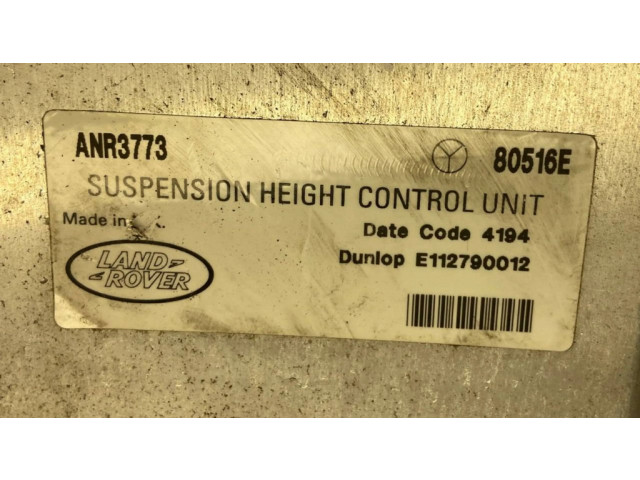 ANR3773 80516E
SUSPENSION HEIGHT CONTROL UNIT
Made in
Date Code 4194
LAND
ROVER
Dunlop E112790012